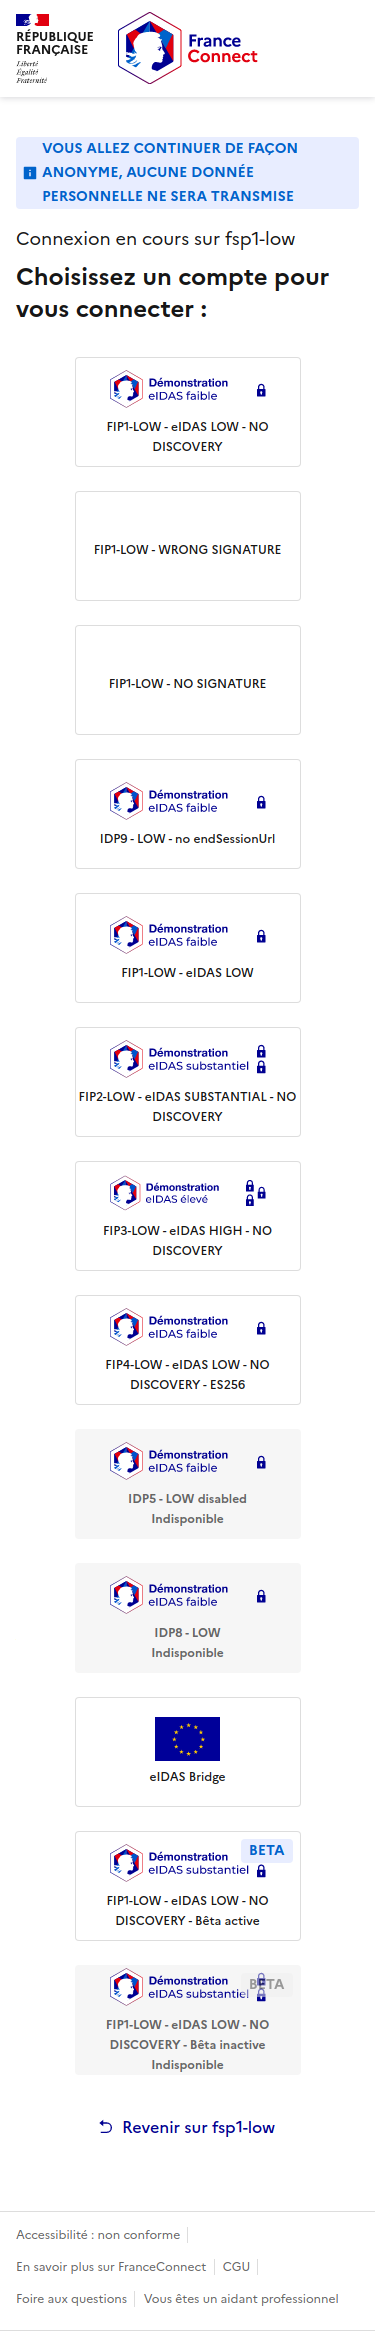 RÉPUBLIQUE
FRANÇAISE
Liberté
Égalité
Fraternité
France
Connect
VOUS ALLEZ CONTINUER DE FAÇON
ANONYME, AUCUNE DONNÉE
PERSONNELLE NE SERA TRANSMISE
Connexion en cours sur fsp1-low
Choisissez un compte pour
vous connecter :
Démonstration
eIDAS faible
FIP1-LOW - eIDAS LOW - NO
DISCOVERY
FIP1-LOW - WRONG SIGNATURE
FIP1-LOW - NO SIGNATURE
Démonstration
eIDAS faible
IDP9 - LOW - no endSessionUrl
Démonstration
eIDAS faible
FIP1-LOW - eIDAS LOW
Démonstration
eIDAS substantiel
FIP2-LOW - eIDAS SUBSTANTIAL - NO
DISCOVERY
Démonstration
eIDAS élevé
FIP3-LOW - eIDAS HIGH - NO
DISCOVERY
Démonstration
eIDAS faible
FIP4-LOW - eIDAS LOW - NO
DISCOVERY - ES256
Démonstration
eIDAS faible
IDP5 - LOW disabled
Indisponible
Démonstration
eIDAS faible
IDP8 - LOW
Indisponible
eIDAS Bridge
BETA
Démonstration
eIDAS substantiel
FIP1-LOW - eIDAS LOW - NO
DISCOVERY - Bêta active
BETA
Démonstration
eIDAS substantiel
FIP1-LOW - eIDAS LOW - NO
DISCOVERY - Bêta inactive
Indisponible
Revenir sur fsp1-low
Accessibilité : non conforme
En savoir plus sur FranceConnect CGU
Foire aux questions Vous êtes un aidant professionnel